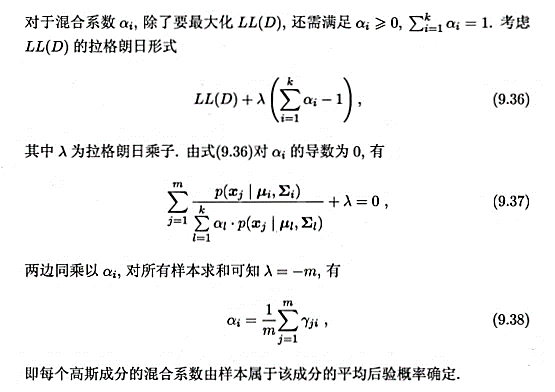 对于混合系数 αᵢ, 除了要最大化 LL(D), 还需满足 αᵢ ⩾ 0, ∑ᵢ₌₁ᵏ αᵢ = 1. 考虑
LL(D) 的拉格朗日形式
LL(D) + λ (∑ᵢ₌₁ᵏ αᵢ − 1) , (9.36)
其中 λ 为拉格朗日乘子. 由式(9.36)对 αᵢ 的导数为 0, 有
∑ⱼ₌₁ᵐ p(xⱼ | μᵢ, Σᵢ) / ∑ₗ₌₁ᵏ αₗ · p(xⱼ | μₗ, Σₗ) + λ = 0 , (9.37)
两边同乘以 αᵢ, 对所有样本求和可知 λ = −m, 有
αᵢ = 1/m ∑ⱼ₌₁ᵐ γⱼᵢ , (9.38)
即每个高斯成分的混合系数由样本属于该成分的平均后验概率确定.